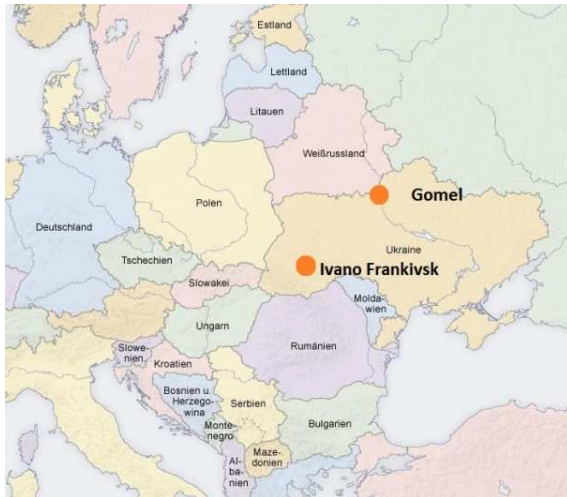 Estland
Lettland
Litauen
Weißrussland
Gomel
Polen
Deutschland
Ukraine
Tschechien
Ivano Frankivsk
Slowakei
Molda-
wien
Ungarn
Rumänien
Slowe-
nien
Kroatien
Bosnien u.
Herzego-
wina
Serbien
Bulgarien
Monte-
negro
Maze-
donien
Al-
ba-
nien